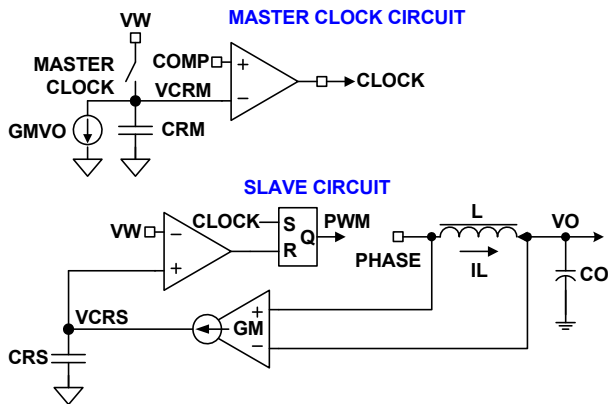 MASTER CLOCK CIRCUIT
VW
MASTER
CLOCK
COMP
+
−
VCRM
CLOCK
GMVO
CRM
SLAVE CIRCUIT
VW
−
+
CLOCK
S
R
Q
PWM
PHASE
L
IL
VO
CO
VCRS
GM
+
−
CRS